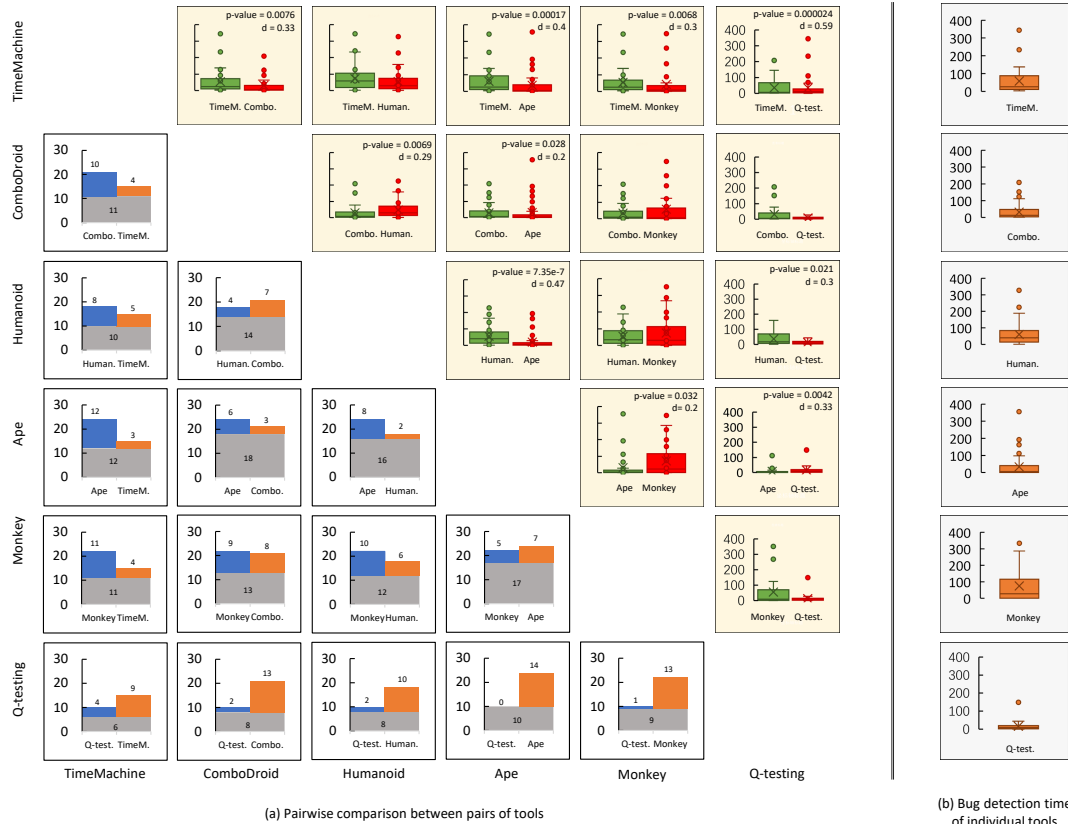 TimeMachine
p-value = 0.0076
d = 0.33
TimeM. Combo.
TimeM. Human.
p-value = 0.00017
d = 0.4
TimeM. Ape
p-value = 0.0068
d = 0.3
TimeM. Monkey
p-value = 0.000024
d = 0.59
400
300
200
100
0
TimeM. Q-test.
400
300
200
100
0
TimeM.
ComboDroid
30
20
10
0
10
4
11
Combo. TimeM.
p-value = 0.0069
d = 0.29
Combo. Human.
p-value = 0.028
d = 0.2
Combo. Ape
Combo. Monkey
400
300
200
100
0
Combo. Q-test.
400
300
200
100
0
Combo.
Humanoid
30
20
10
0
8
5
10
Human. TimeM.
30
20
10
0
4
7
14
Human. Combo.
p-value = 7.35e-7
d = 0.47
Human. Ape
Human. Monkey
p-value = 0.021
d = 0.3
400
300
200
100
0
Human. Q-test.
400
300
200
100
0
Human.
Ape
30
20
10
0
12
3
12
Ape TimeM.
30
20
10
0
6
3
18
Ape Combo.
30
20
10
0
8
2
16
Ape Human.
p-value = 0.032
d= 0.2
Ape Monkey
p-value = 0.0042
d = 0.33
400
300
200
100
0
Ape Q-test.
400
300
200
100
0
Ape
Monkey
30
20
10
0
11
4
11
Monkey TimeM.
30
20
10
0
9
8
13
Monkey Combo.
30
20
10
0
10
6
12
Monkey Human.
30
20
10
0
5
7
17
Monkey Ape
400
300
200
100
0
Monkey Q-test.
400
300
200
100
0
Monkey
Q-testing
30
20
10
0
4
9
6
Q-test. TimeM.
30
20
10
0
2
13
8
Q-test. Combo.
30
20
10
0
2
10
8
Q-test. Human.
30
20
10
0
0
14
10
Q-test. Ape
30
20
10
0
1
13
9
Q-test. Monkey
400
300
200
100
0
Q-test.
TimeMachine ComboDroid Humanoid Ape Monkey Q-testing
(a) Pairwise comparison between pairs of tools
(b) Bug detection time
of individual tools